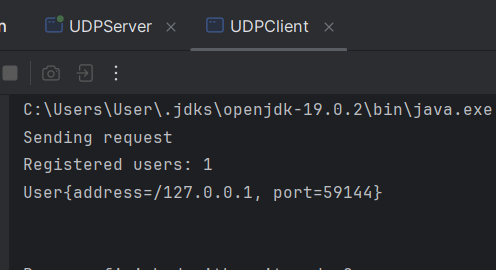 n
UDPServer
UDPClient
C:\Users\User\.jdks\openjdk-19.0.2\bin\java.exe
Sending request
Registered users: 1
User{address=/127.0.0.1, port=59144}